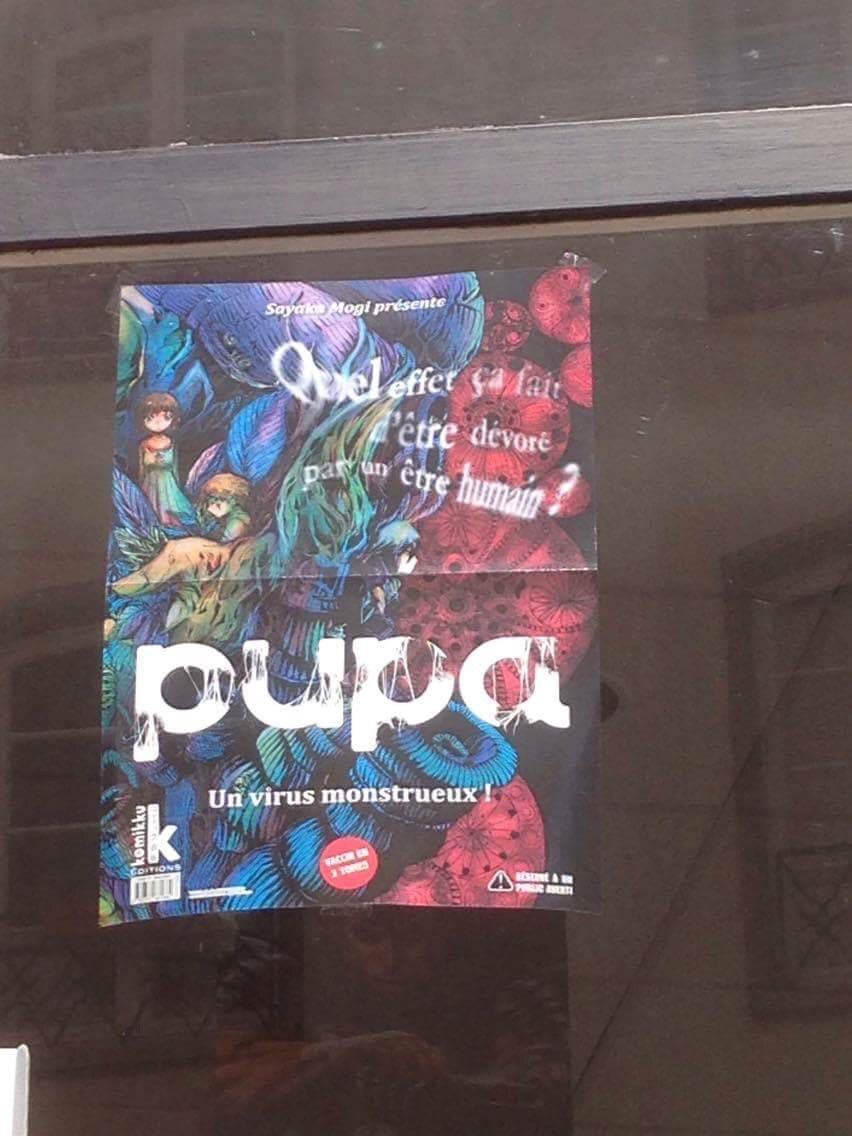 Sayaka Mogi présente
Quel effet ça fait
d'être dévoré
par un être humain ?
pupa
Un virus monstrueux !
komikku
K
EDITIONS
VACCIN EN
3 TOMES
RÉSERVÉ À UN
PUBLIC AVERTI